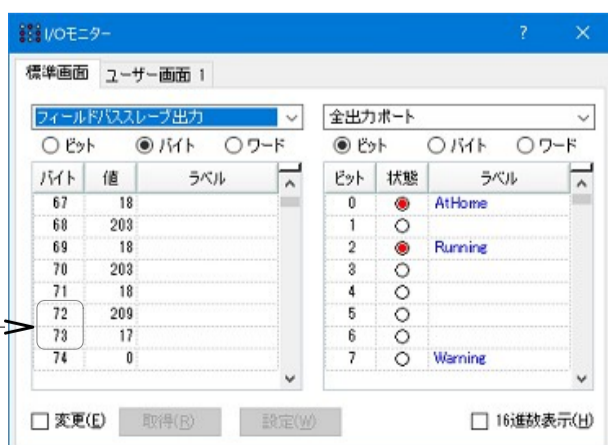 I/Oモニター ? ×
標準画面 ユーザー画面 1
フィールドバススレーブ出力
ビット バイト ワード
バイト 値 ラベル
67 18
68 203
69 18
70 203
71 18
72 209
73 17
74 0
変更(E) 取得(R) 設定(W)
全出力ポート
ビット バイト ワード
ビット 状態 ラベル
0 AtHome
1
2 Running
3
4
5
6
7 Warning
16進数表示(H)